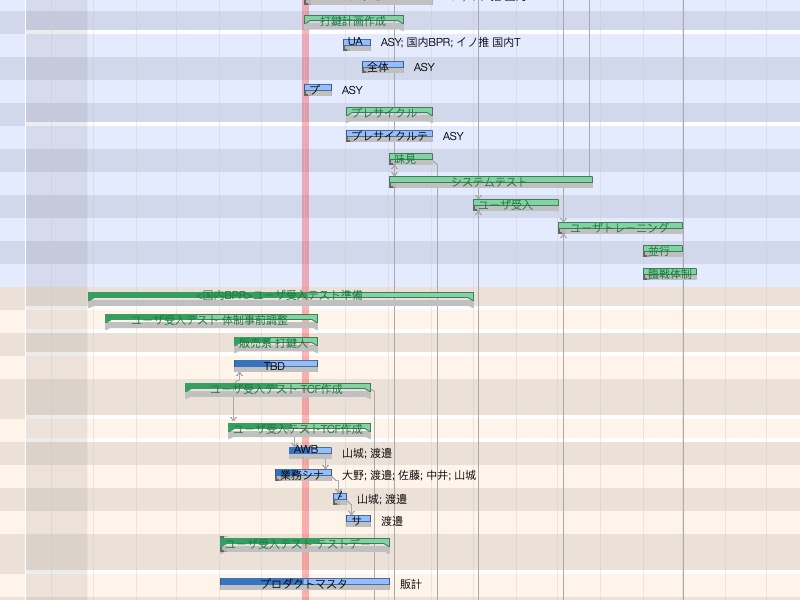 打鍵計画作成
UA ASY; 国内BPR; イノ推 国内T
全体 ASY
プ ASY
プレサイクル
プレサイクルテ ASY
味見
システムテスト
ユーザ受入
ユーザトレーニング
並行
臨戦体制
<国内BPR>ユーザ受入テスト準備
ユーザ受入テスト 体制事前調整
販売系 打鍵人
TBD
ユーザ受入テスト TCF作成
ユーザ受入テストTCF作成
AWB 山城; 渡邉
業務シナ 大野; 渡邉; 佐藤; 中井; 山城
山城; 渡邉
サ 渡邉
ユーザ受入テスト テストデー
プロダクトマスタ 販計